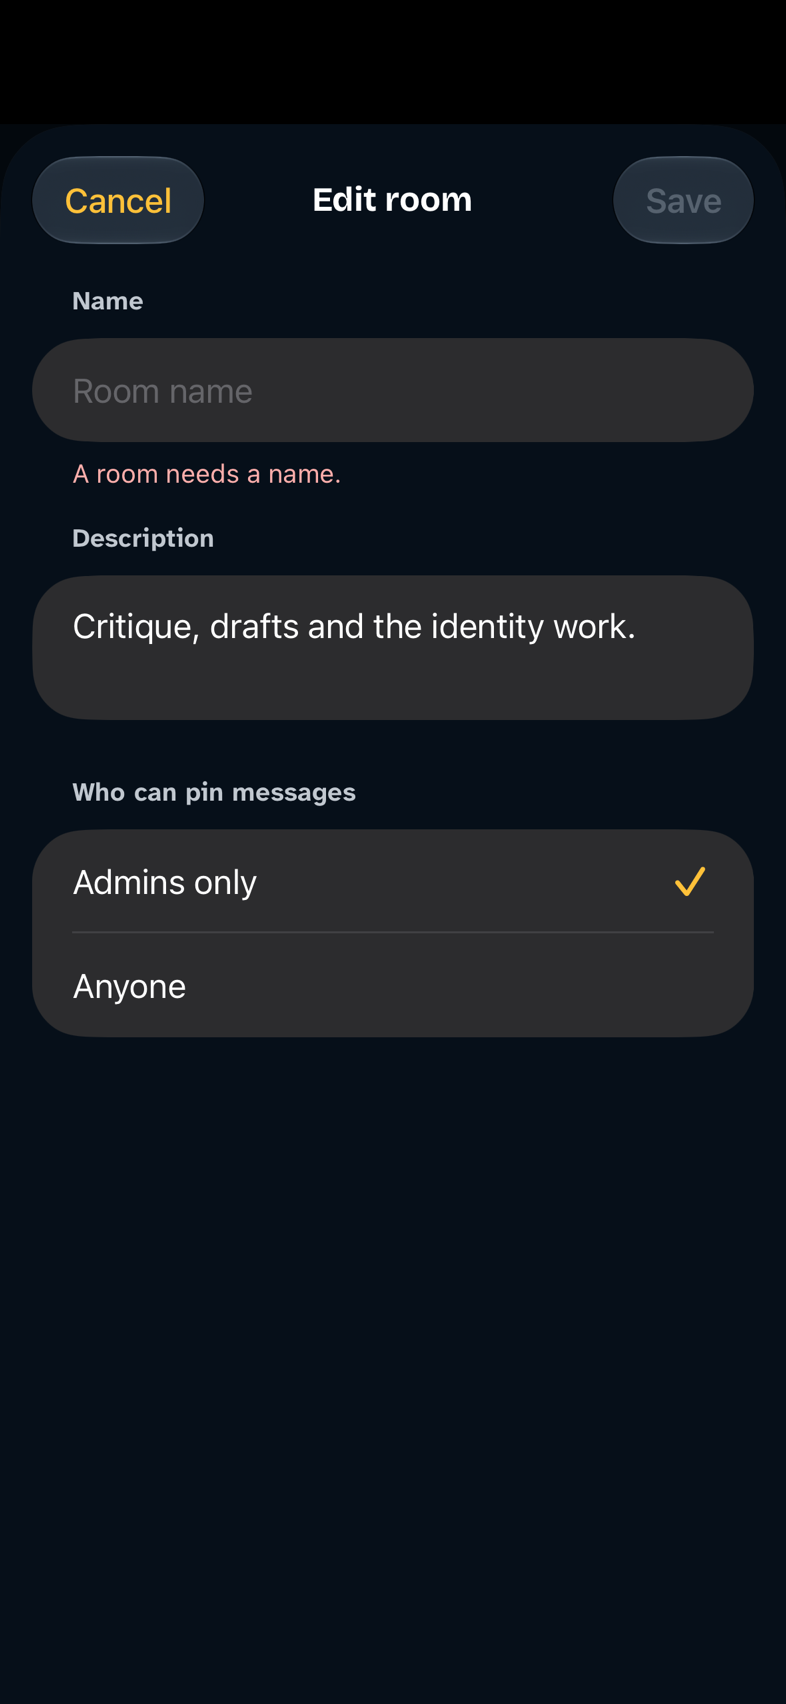 Cancel
Edit room
Save
Name
Room name
A room needs a name.
Description
Critique, drafts and the identity work.
Who can pin messages
Admins only
Anyone